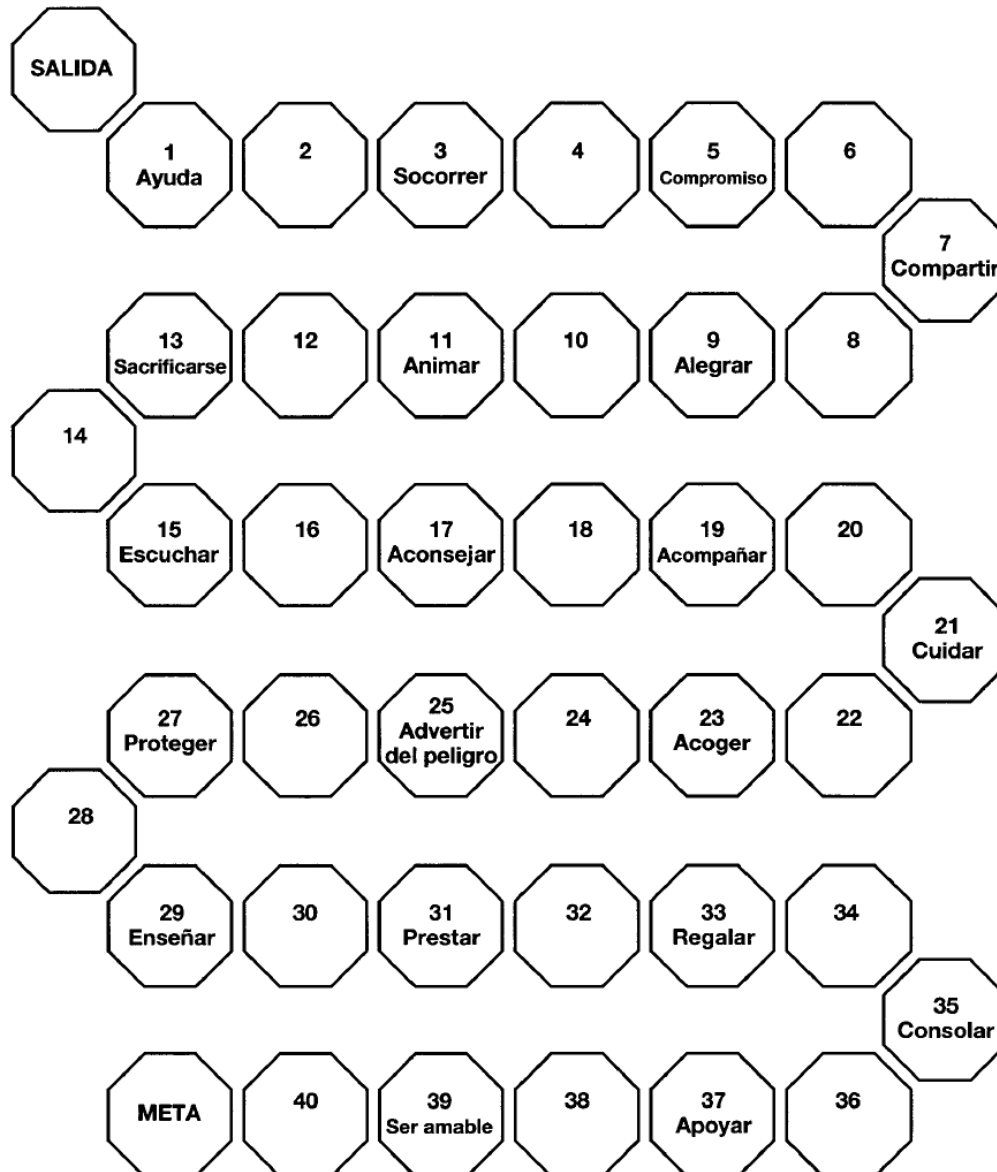 SALIDA
1
Ayuda
2
3
Socorrer
4
5
Compromiso
6
7
Compartir
13
Sacrificarse
12
11
Animar
10
9
Alegrar
8
14
15
Escuchar
16
17
Aconsejar
18
19
Acompañar
20
21
Cuidar
27
Proteger
26
25
Advertir
del peligro
24
23
Acoger
22
28
29
Enseñar
30
31
Prestar
32
33
Regalar
34
35
Consolar
META
40
39
Ser amable
38
37
Apoyar
36